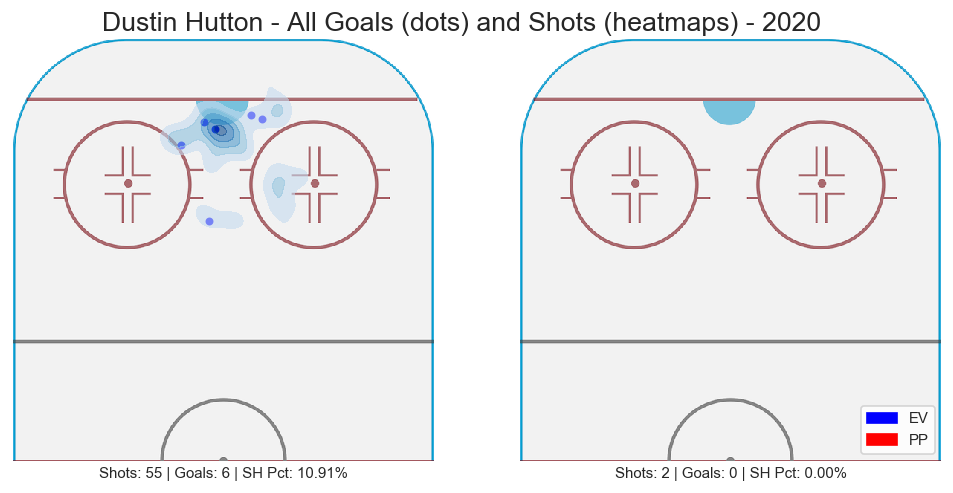 Dustin Hutton - All Goals (dots) and Shots (heatmaps) - 2020
EV
PP
Shots: 55 | Goals: 6 | SH Pct: 10.91%
Shots: 2 | Goals: 0 | SH Pct: 0.00%